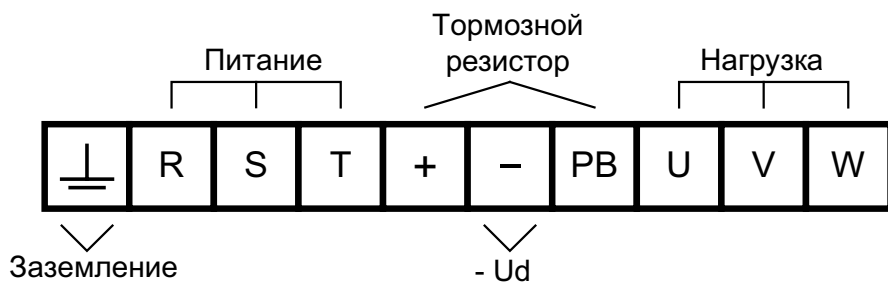 Тормозной
резистор
Питание
Нагрузка
R S T + − PB U V W
Заземление
- Ud